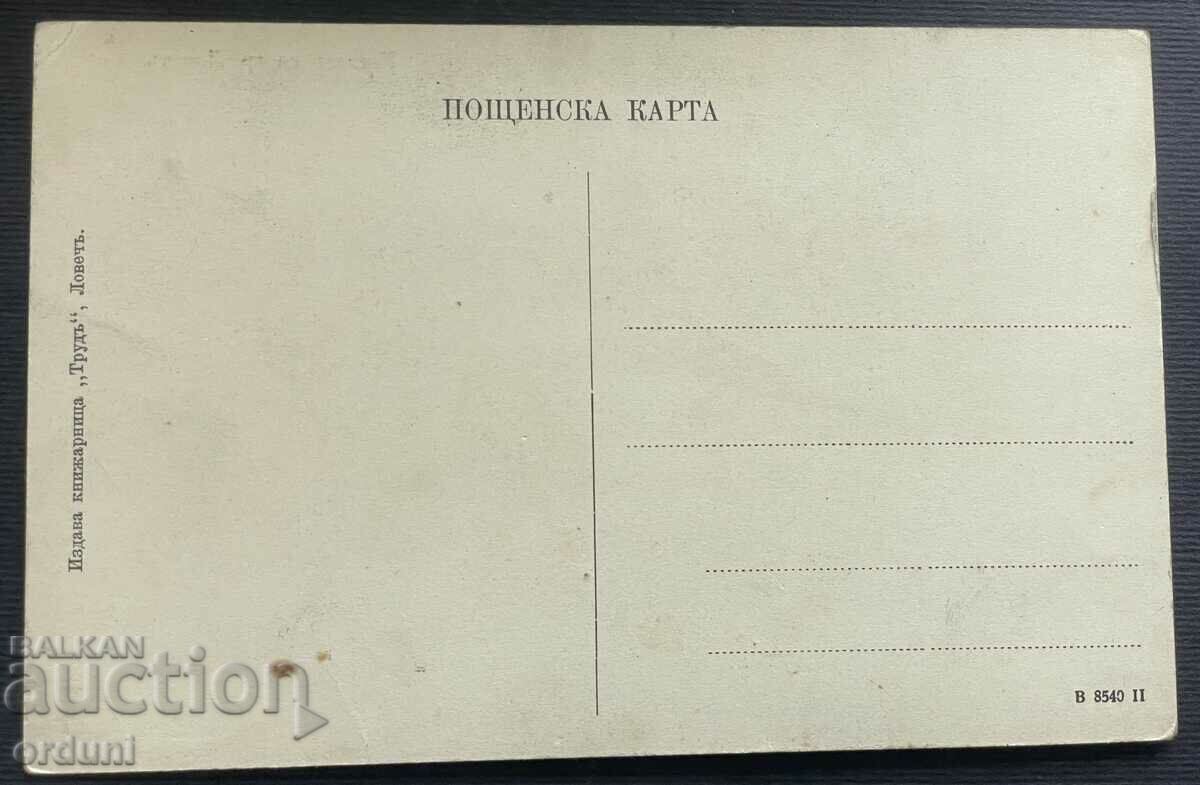 ПОЩЕНСКА КАРТА
Издава книжарница „Трудъ“, Ловечъ.
В 8540 II
BALKAN
auction
orduni